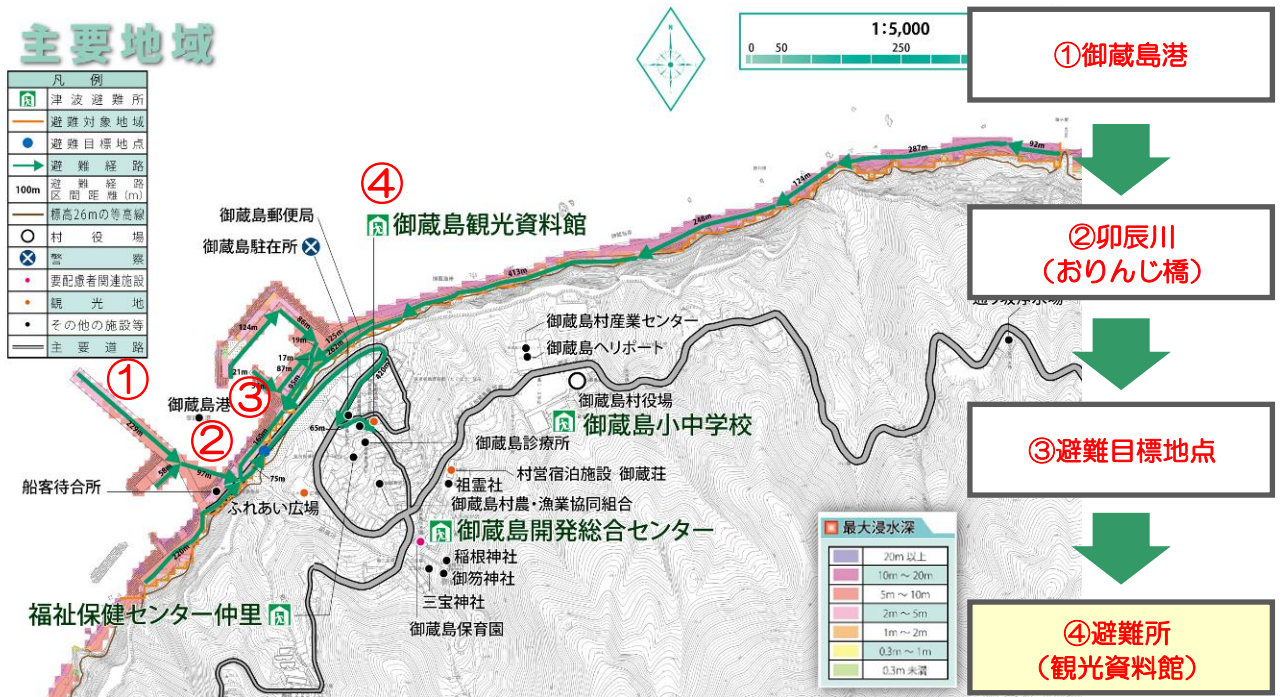 主要地域
凡例
津波避難所
避難対象地域
避難目標地点
避難経路
100m 避難経路区間距離(m)
標高26mの等高線
村役場
警察
要配慮者関連施設
観光地
その他の施設等
主要道路
N
1:5,000
0 50 250
①御蔵島港
②卯辰川
（おりんじ橋）
③避難目標地点
④避難所
（観光資料館）
92m
287m
124m
248m
413m
④
御蔵島郵便局
御蔵島駐在所
御蔵島観光資料館
124m
86m
19m
125m
262m
17m
87m
21m
65m
420m
①
③
②
御蔵島港
229m
58m
97m
160m
75m
65m
220m
船客待合所
ふれあい広場
御蔵島村産業センター
御蔵島ヘリポート
御蔵島村役場
御蔵島小中学校
御蔵島診療所
村営宿泊施設 御蔵荘
祖霊社
御蔵島村農・漁業協同組合
御蔵島開発総合センター
稲根神社
御笏神社
三宝神社
御蔵島保育園
福祉保健センター仲里
最大浸水深
20m 以上
10m ～ 20m
5m ～ 10m
2m ～ 5m
1m ～ 2m
0.3m ～ 1m
0.3m 未満